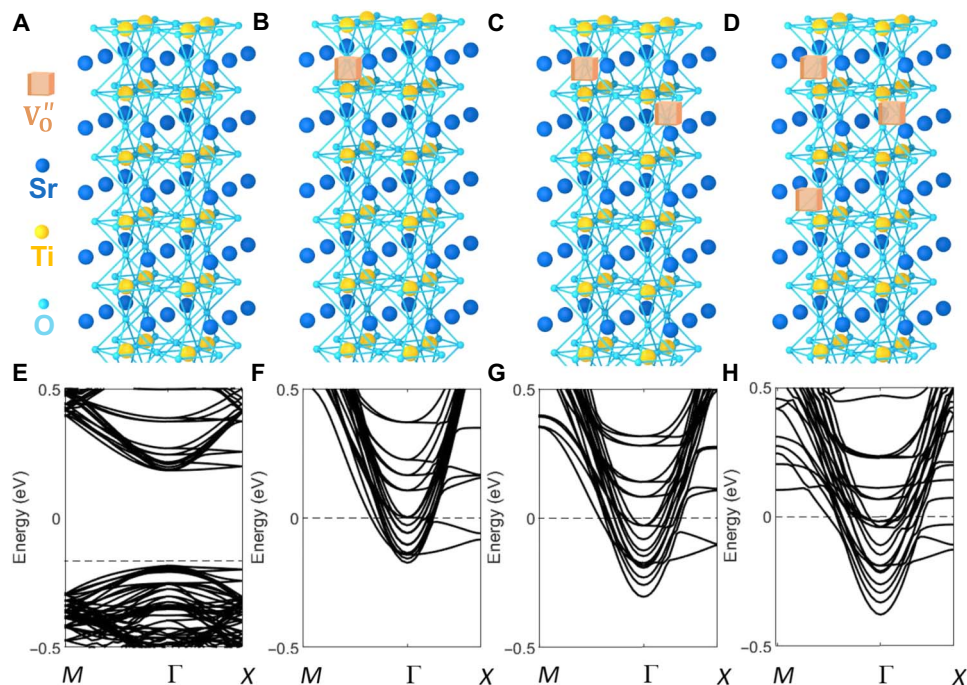 A
B
C
D
V″O
Sr
Ti
O
E
F
G
H
0.5
0.5
0.5
0.5
Energy (eV)
Energy (eV)
Energy (eV)
Energy (eV)
0
0
0
0
−0.5
−0.5
−0.5
−0.5
M Γ X
M Γ X
M Γ X
M Γ X